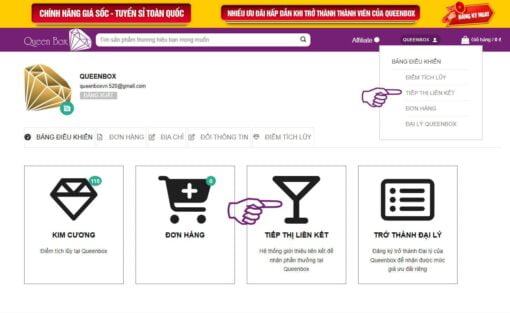 CHÍNH HÃNG GIÁ SỐC - TUYỂN SỈ TOÀN QUỐC
NHIỀU ƯU ĐÃI HẤP DẪN KHI TRỞ THÀNH THÀNH VIÊN CỦA QUEENBOX
ĐĂNG KÝ NGAY
Queen Box
Tìm sản phẩm thương hiệu bạn mong muốn
Affiliate
QUEENBOX
Giỏ hàng / 0 ₫
BẢNG ĐIỀU KHIỂN
ĐIỂM TÍCH LŨY
TIẾP THỊ LIÊN KẾT
ĐƠN HÀNG
ĐẠI LÝ QUEENBOX
QUEENBOX
queenboxvn.520@gmail.com
ĐĂNG XUẤT
BẢNG ĐIỀU KHIỂN
ĐƠN HÀNG
ĐỊA CHỈ
ĐỔI THÔNG TIN
ĐIỂM TÍCH LŨY
110
KIM CƯƠNG
Điểm tích lũy tại Queenbox
0
ĐƠN HÀNG
TIẾP THỊ LIÊN KẾT
Hệ thống giới thiệu liên kết để
nhận phần thưởng tại
Queenbox
TRỞ THÀNH ĐẠI LÝ
Đăng ký trở thành Đại lý của
Queenbox để nhận được mức
giá ưu đãi riêng